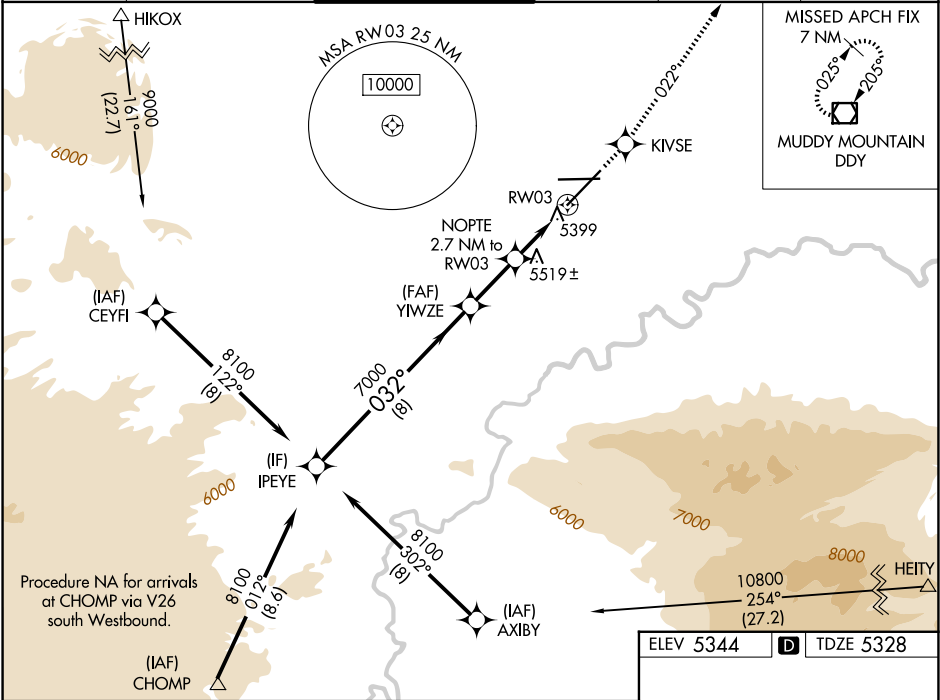 HIKOX
9000
161°
(22.7)
6000
MSA RW03 25 NM
10000
022°
MISSED APCH FIX
7 NM
025°
205°
MUDDY MOUNTAIN
DDY
KIVSE
RW03
5399
NOPTE
2.7 NM to
RW03
5519±
(FAF)
YIWZE
(IAF)
CEYFI
8100
122°
(8)
7000
032°
(8)
(IF)
IPEYE
6000
6000
7000
8000
8100
302°
(8)
HEITY
10800
254°
(27.2)
Procedure NA for arrivals
at CHOMP via V26
south Westbound.
8100
012°
(8.6)
(IAF)
AXIBY
(IAF)
CHOMP
ELEV 5344 D TDZE 5328